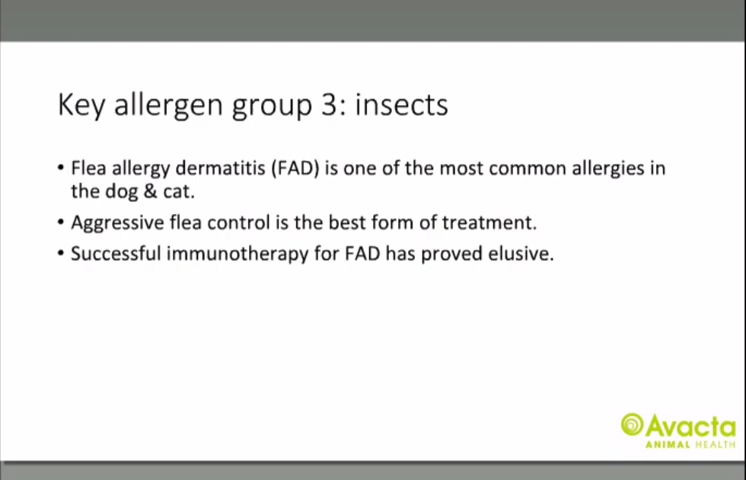 Key allergen group 3: insects
• Flea allergy dermatitis (FAD) is one of the most common allergies in
the dog & cat.
• Aggressive flea control is the best form of treatment.
• Successful immunotherapy for FAD has proved elusive.
Avacta
ANIMAL HEALTH